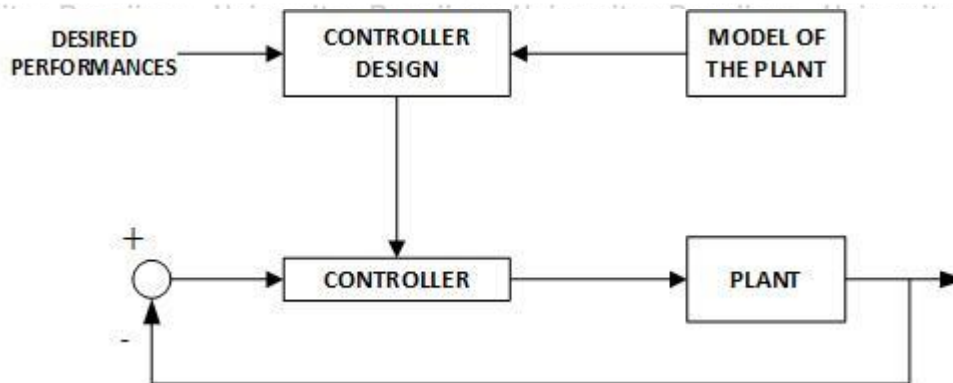 DESIRED
PERFORMANCES
CONTROLLER
DESIGN
MODEL OF
THE PLANT
+
CONTROLLER
PLANT
-